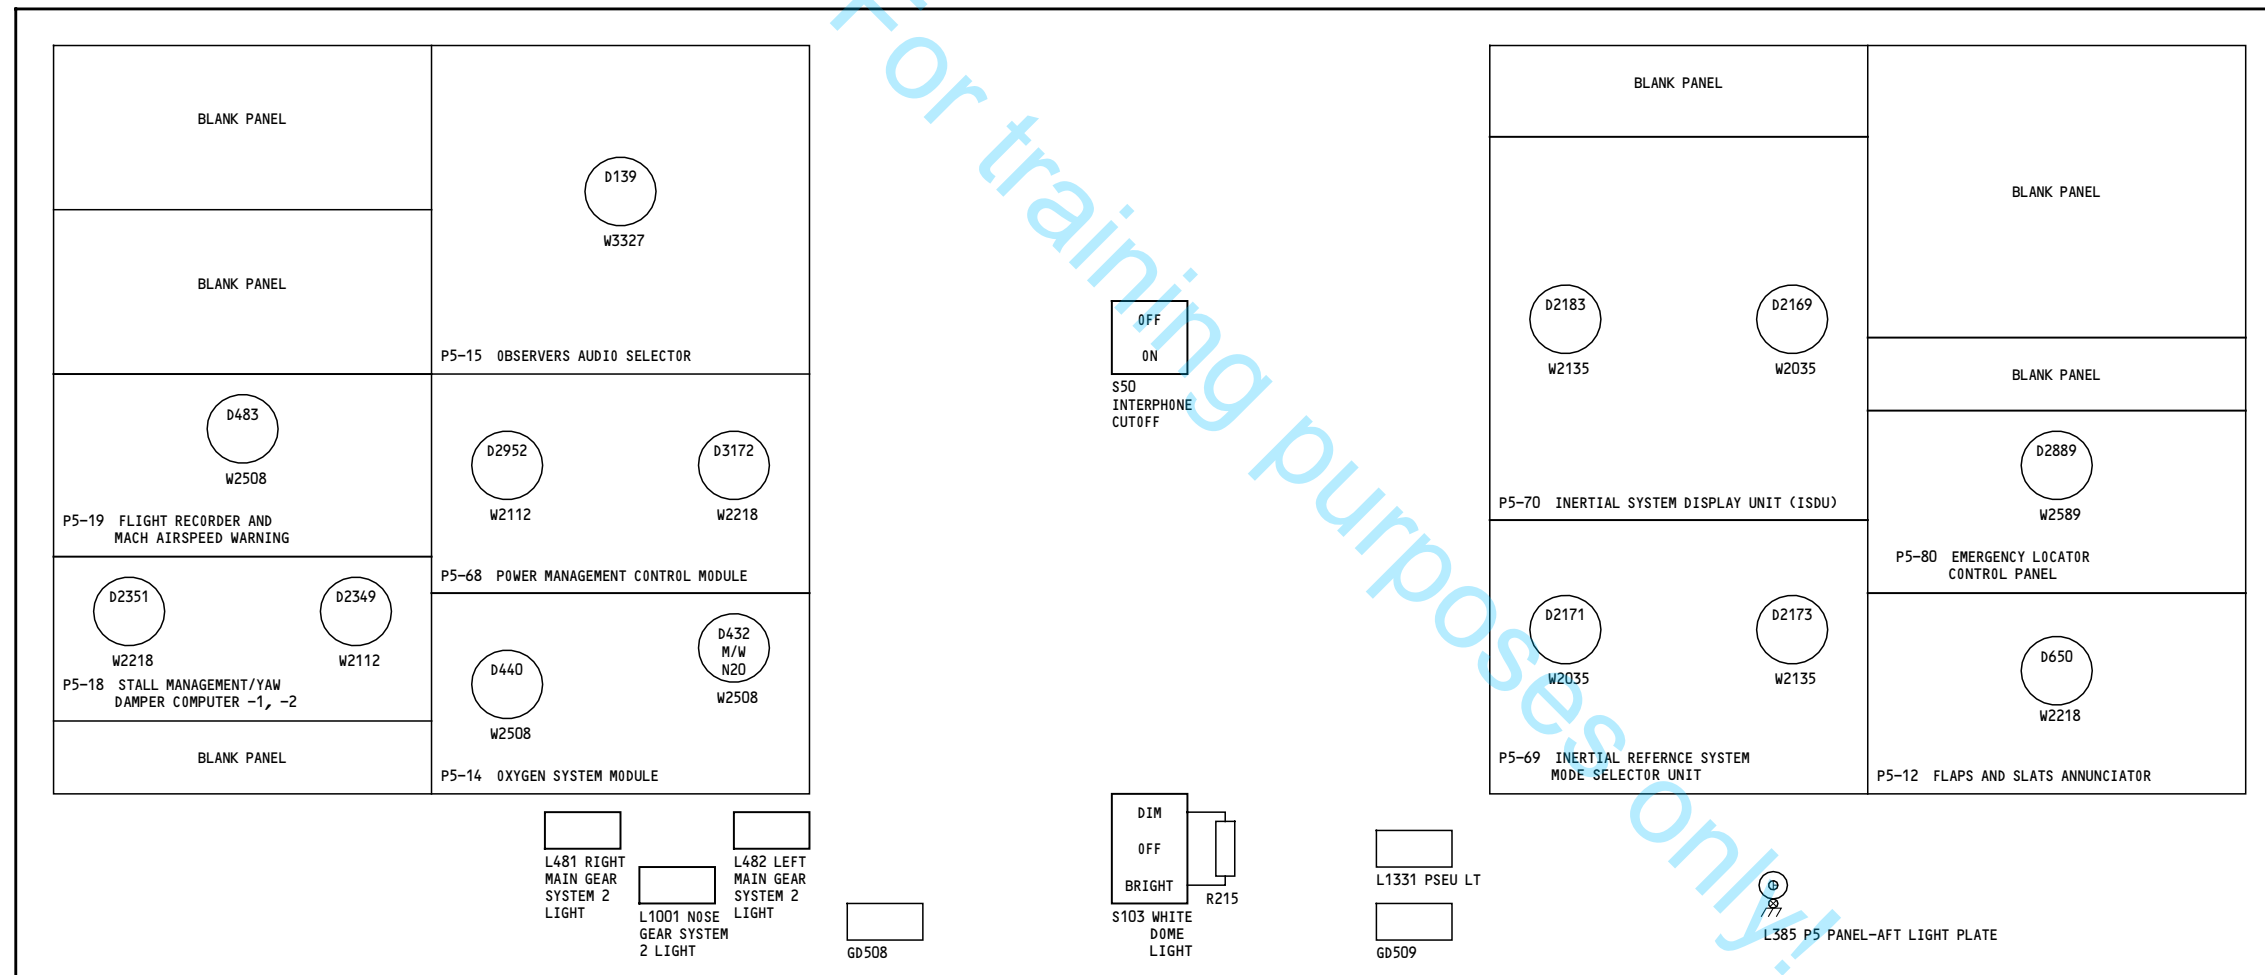 BLANK PANEL
BLANK PANEL
D139
W3327
P5-15 OBSERVERS AUDIO SELECTOR
D483
W2508
P5-19 FLIGHT RECORDER AND
MACH AIRSPEED WARNING
D2952
W2112
D3172
W2218
P5-68 POWER MANAGEMENT CONTROL MODULE
D2351
W2218
D2349
W2112
P5-18 STALL MANAGEMENT/YAW
DAMPER COMPUTER -1, -2
BLANK PANEL
D440
W2508
D432
M/W
N20
W2508
P5-14 OXYGEN SYSTEM MODULE
L481 RIGHT
MAIN GEAR
SYSTEM 2
LIGHT
L1001 NOSE
GEAR SYSTEM
2 LIGHT
L482 LEFT
MAIN GEAR
SYSTEM 2
LIGHT
GD508
OFF
ON
S50
INTERPHONE
CUTOFF
DIM
OFF
BRIGHT
R215
S103 WHITE
DOME
LIGHT
L1331 PSEU LT
GD509
BLANK PANEL
D2183
W2135
D2169
W2035
P5-70 INERTIAL SYSTEM DISPLAY UNIT (ISDU)
D2171
W2035
D2173
W2135
P5-69 INERTIAL REFERNCE SYSTEM
MODE SELECTOR UNIT
BLANK PANEL
BLANK PANEL
D2889
W2589
P5-80 EMERGENCY LOCATOR
CONTROL PANEL
D650
W2218
P5-12 FLAPS AND SLATS ANNUNCIATOR
L385 P5 PANEL-AFT LIGHT PLATE
For training purposes only!